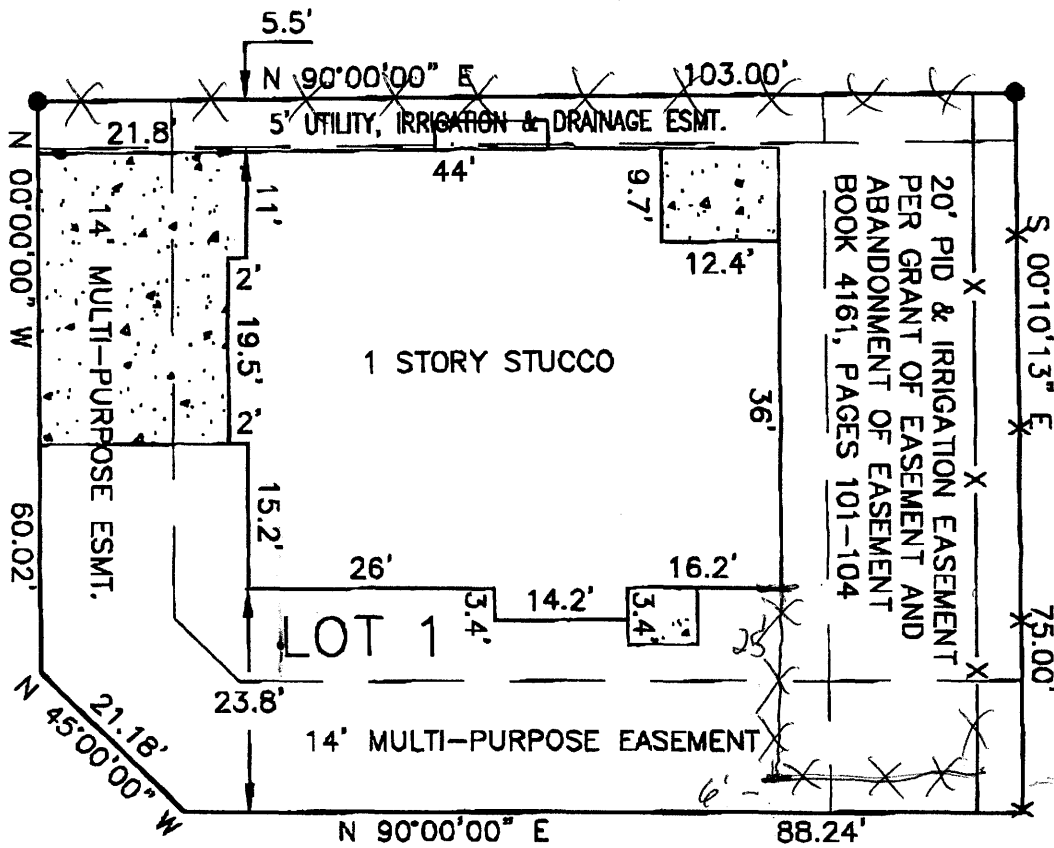 5.5'
N 90°00'00" E
103.00'
5' UTILITY, IRRIGATION & DRAINAGE ESMT.
21.8'
44'
N 00°00'00" W
60.02'
14' MULTI-PURPOSE ESMT.
11'
2'
19.5'
2'
15.2'
9.7'
12.4'
1 STORY STUCCO
36'
20' PID & IRRIGATION EASEMENT
PER GRANT OF EASEMENT AND
ABANDONMENT OF EASEMENT
BOOK 4161, PAGES 101-104
S 00°10'13" E
75.00'
26'
3.4'
14.2'
3.4'
16.2'
LOT 1
25'
23.8'
14' MULTI-PURPOSE EASEMENT
21.18'
N 45°00'00" W
6'-
N 90°00'00" E
88.24'